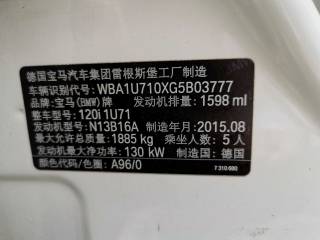 德国宝马汽车集团雷根斯堡工厂制造
车辆识别代号: WBA1U710XG5B03777
品牌: 宝马(BMW) 发动机排量: 1598 ml
整车型号: 120i 1U71
发动机型号: N13B16A 制造年月: 2015.08
最大允许总质量: 1885 kg 乘坐人数: 5人
发动机最大净功率: 130 kW 制造国: 德国
颜色代码/色: A96/0
7 310 680